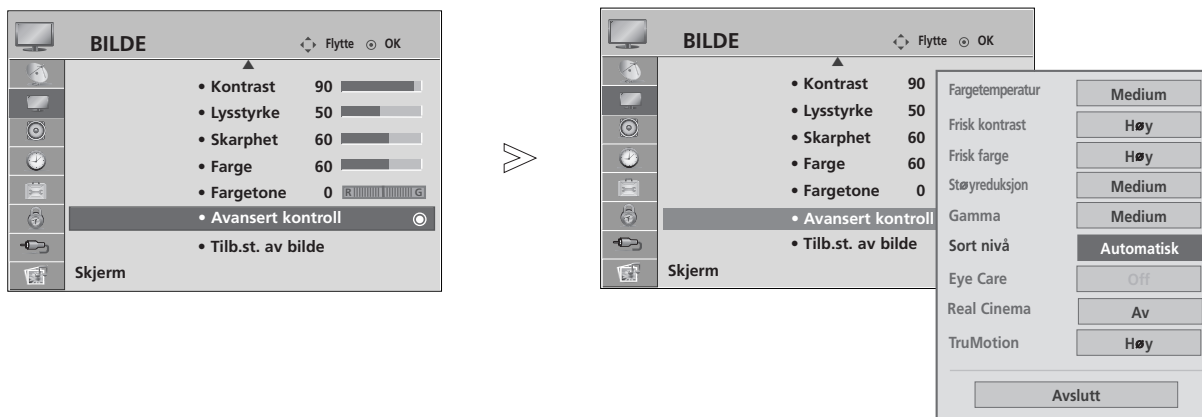 BILDE Flytte OK
• Kontrast 90
• Lysstyrke 50
• Skarphet 60
• Farge 60
• Fargetone 0 R G
• Avansert kontroll
• Tilb.st. av bilde
Skjerm
BILDE Flytte OK
• Kontrast 90
• Lysstyrke 50
• Skarphet 60
• Farge 60
• Fargetone 0
• Avansert kontroll
• Tilb.st. av bilde
Skjerm
Fargetemperatur Medium
Frisk kontrast Høy
Frisk farge Høy
Støyreduksjon Medium
Gamma Medium
Sort nivå Automatisk
Eye Care Off
Real Cinema Av
TruMotion Høy
Avslutt